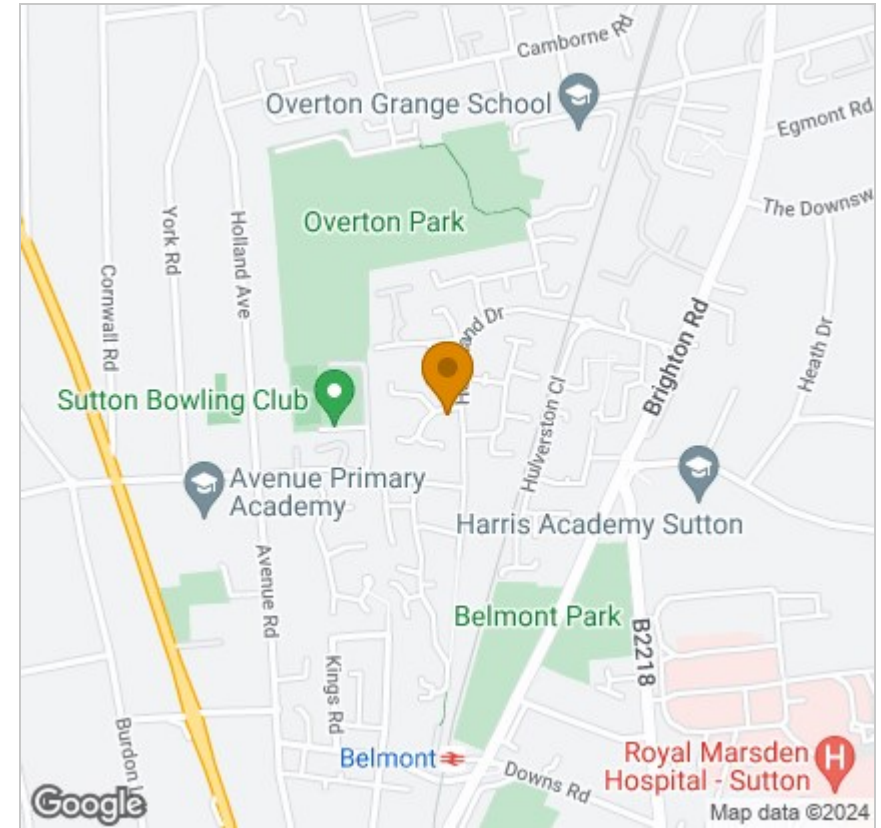 Camborne Rd
Overton Grange School
Egmont Rd
The Downsw
Overton Park
York Rd
Holland Ave
Cornwall Rd
Brighton Rd
Heath Dr
Sutton Bowling Club
Hulverston Cl
Avenue Primary
Academy
Harris Academy Sutton
Avenue Rd
Belmont Park
B2218
Kings Rd
Burdon
Belmont
Downs Rd
Royal Marsden
Hospital - Sutton
H
Google
Map data ©2024